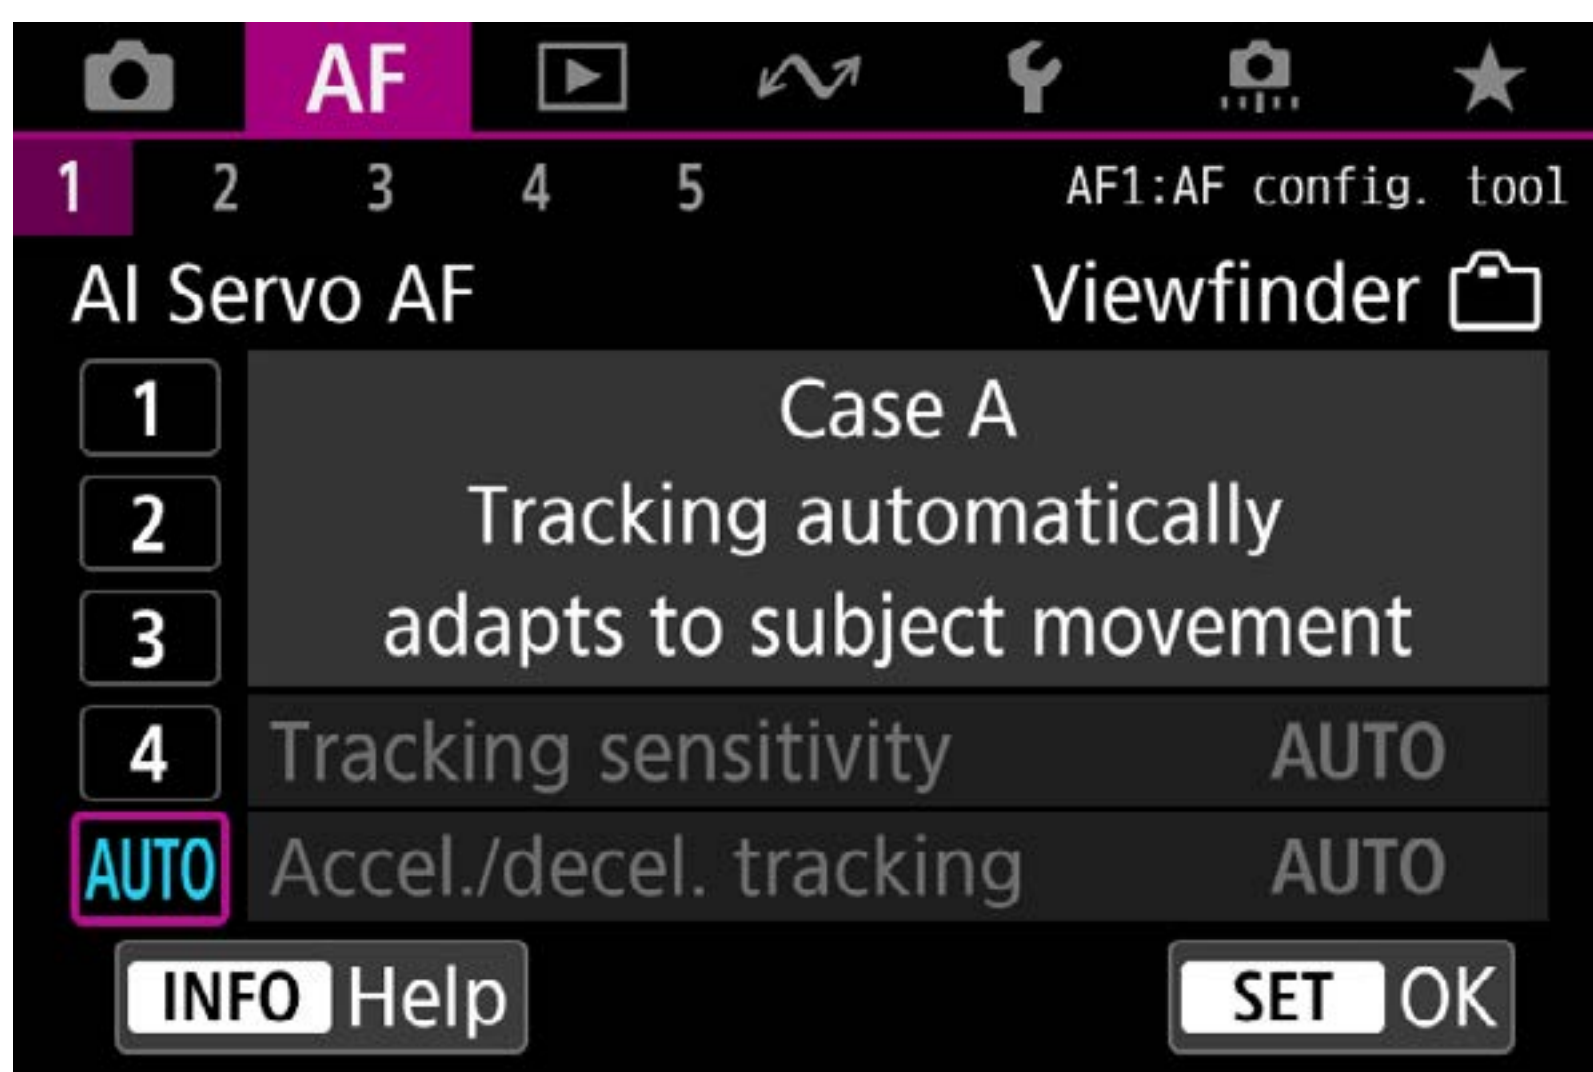 AF
1 2 3 4 5 AF1:AF config. tool
AI Servo AF Viewfinder
1
2
3
4
AUTO
Case A
Tracking automatically
adapts to subject movement
Tracking sensitivity AUTO
Accel./decel. tracking AUTO
INFO Help SET OK